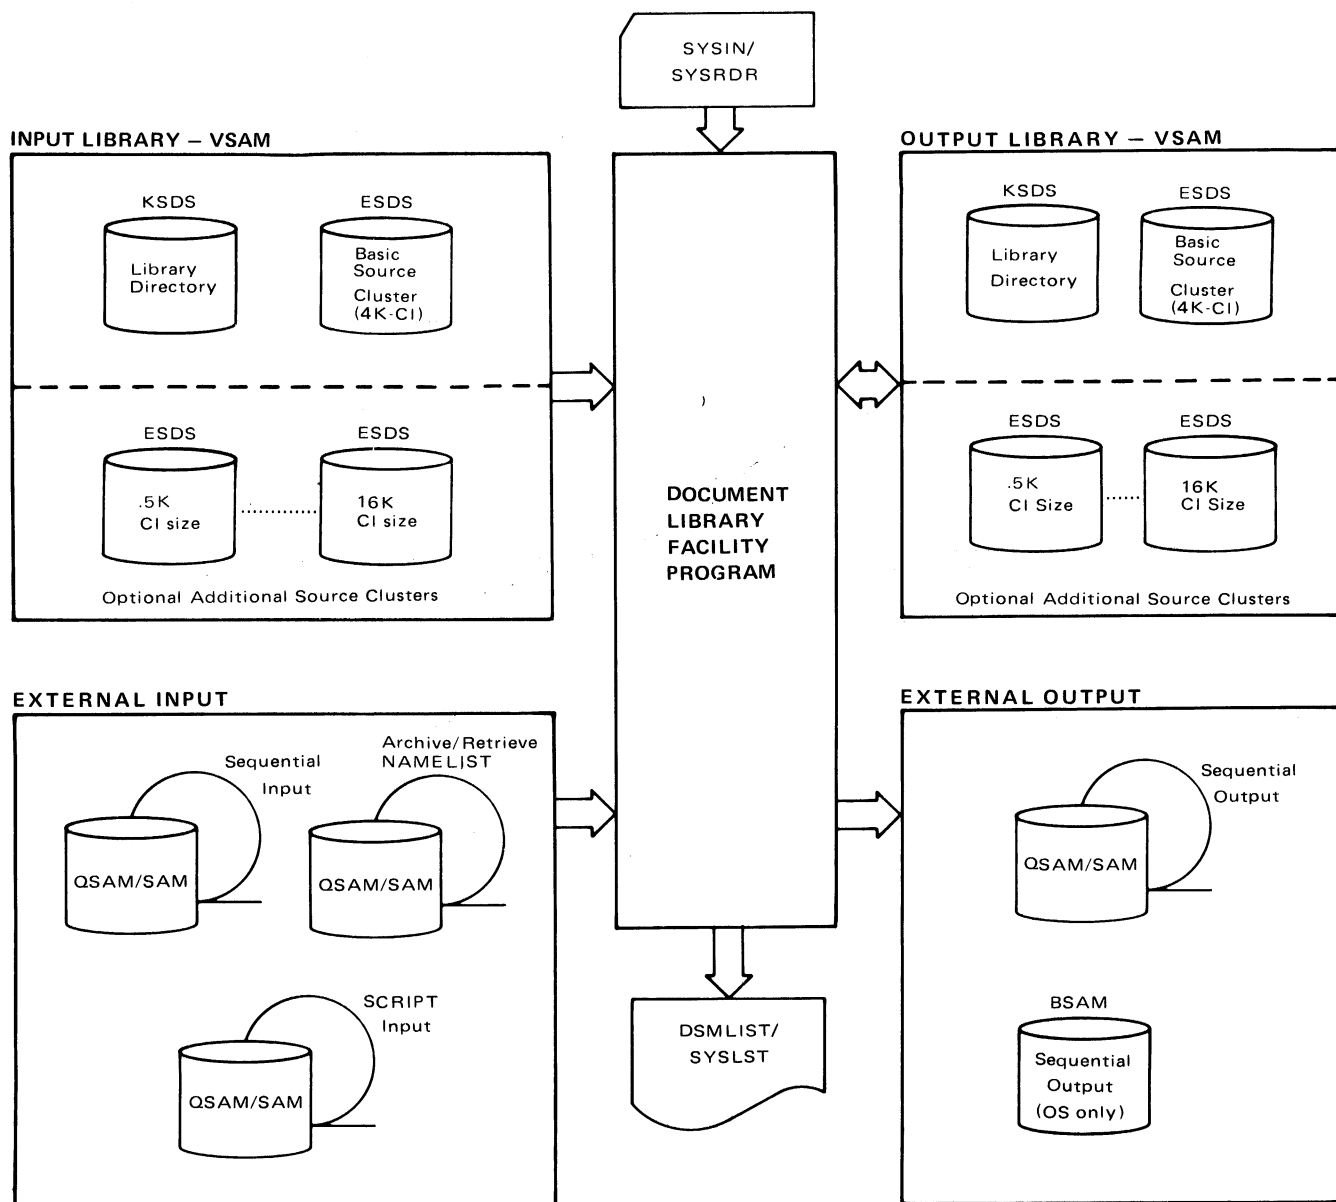 SYSIN/
SYSRDR
INPUT LIBRARY – VSAM
KSDS
Library
Directory
ESDS
Basic
Source
Cluster
(4K-CI)
ESDS
.5K
CI size
.............
ESDS
16K
CI size
Optional Additional Source Clusters
OUTPUT LIBRARY – VSAM
KSDS
Library
Directory
ESDS
Basic
Source
Cluster
(4K-CI)
ESDS
.5K
CI Size
......
ESDS
16K
CI Size
Optional Additional Source Clusters
DOCUMENT
LIBRARY
FACILITY
PROGRAM
EXTERNAL INPUT
Sequential
Input
QSAM/SAM
Archive/Retrieve
NAMELIST
QSAM/SAM
SCRIPT
Input
QSAM/SAM
DSMLIST/
SYSLST
EXTERNAL OUTPUT
Sequential
Output
QSAM/SAM
BSAM
Sequential
Output
(OS only)